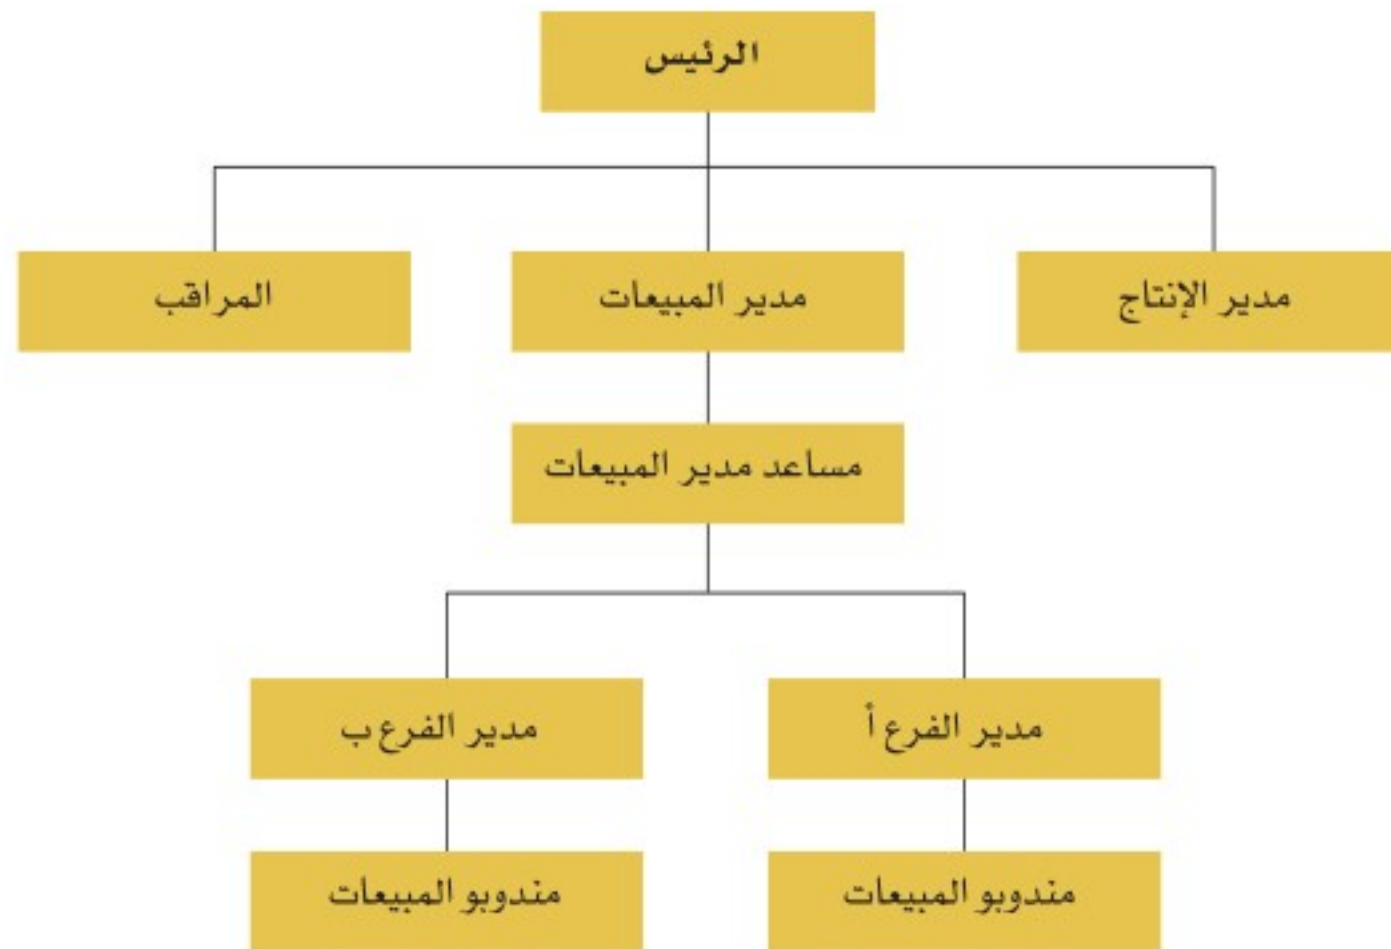 الرئيس
مدير الإنتاج
مدير المبيعات
المراقب
مساعد مدير المبيعات
مدير الفرع أ
مدير الفرع ب
مندوبو المبيعات
مندوبو المبيعات